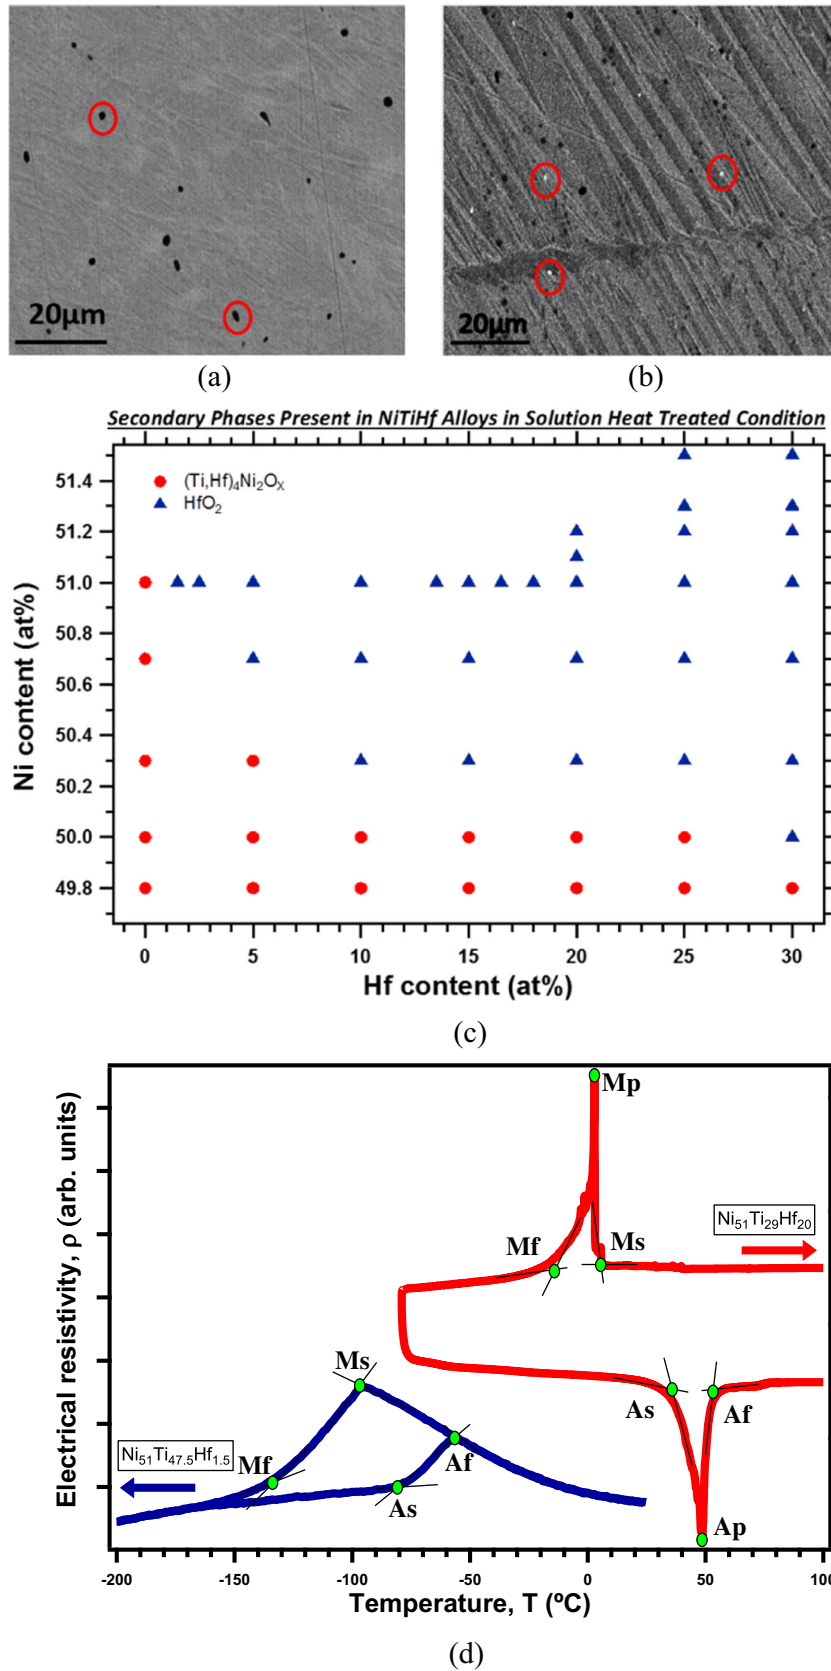 20μm
20μm
(a)
(b)
Secondary Phases Present in NiTiHf Alloys in Solution Heat Treated Condition
(Ti,Hf)₄Ni₂Oₓ
HfO₂
51.4
51.2
51.0
50.8
50.6
50.4
50.2
50.0
49.8
Ni content (at%)
0 5 10 15 20 25 30
Hf content (at%)
(c)
Mp
Ni₅₁Ti₂₉Hf₂₀
Mf Ms
Ms
As Af
Ni₅₁Ti₄₇.₅Hf₁.₅
Mf Af
As
Ap
Electrical resistivity, ρ (arb. units)
-200 -150 -100 -50 0 50 100
Temperature, T (ºC)
(d)